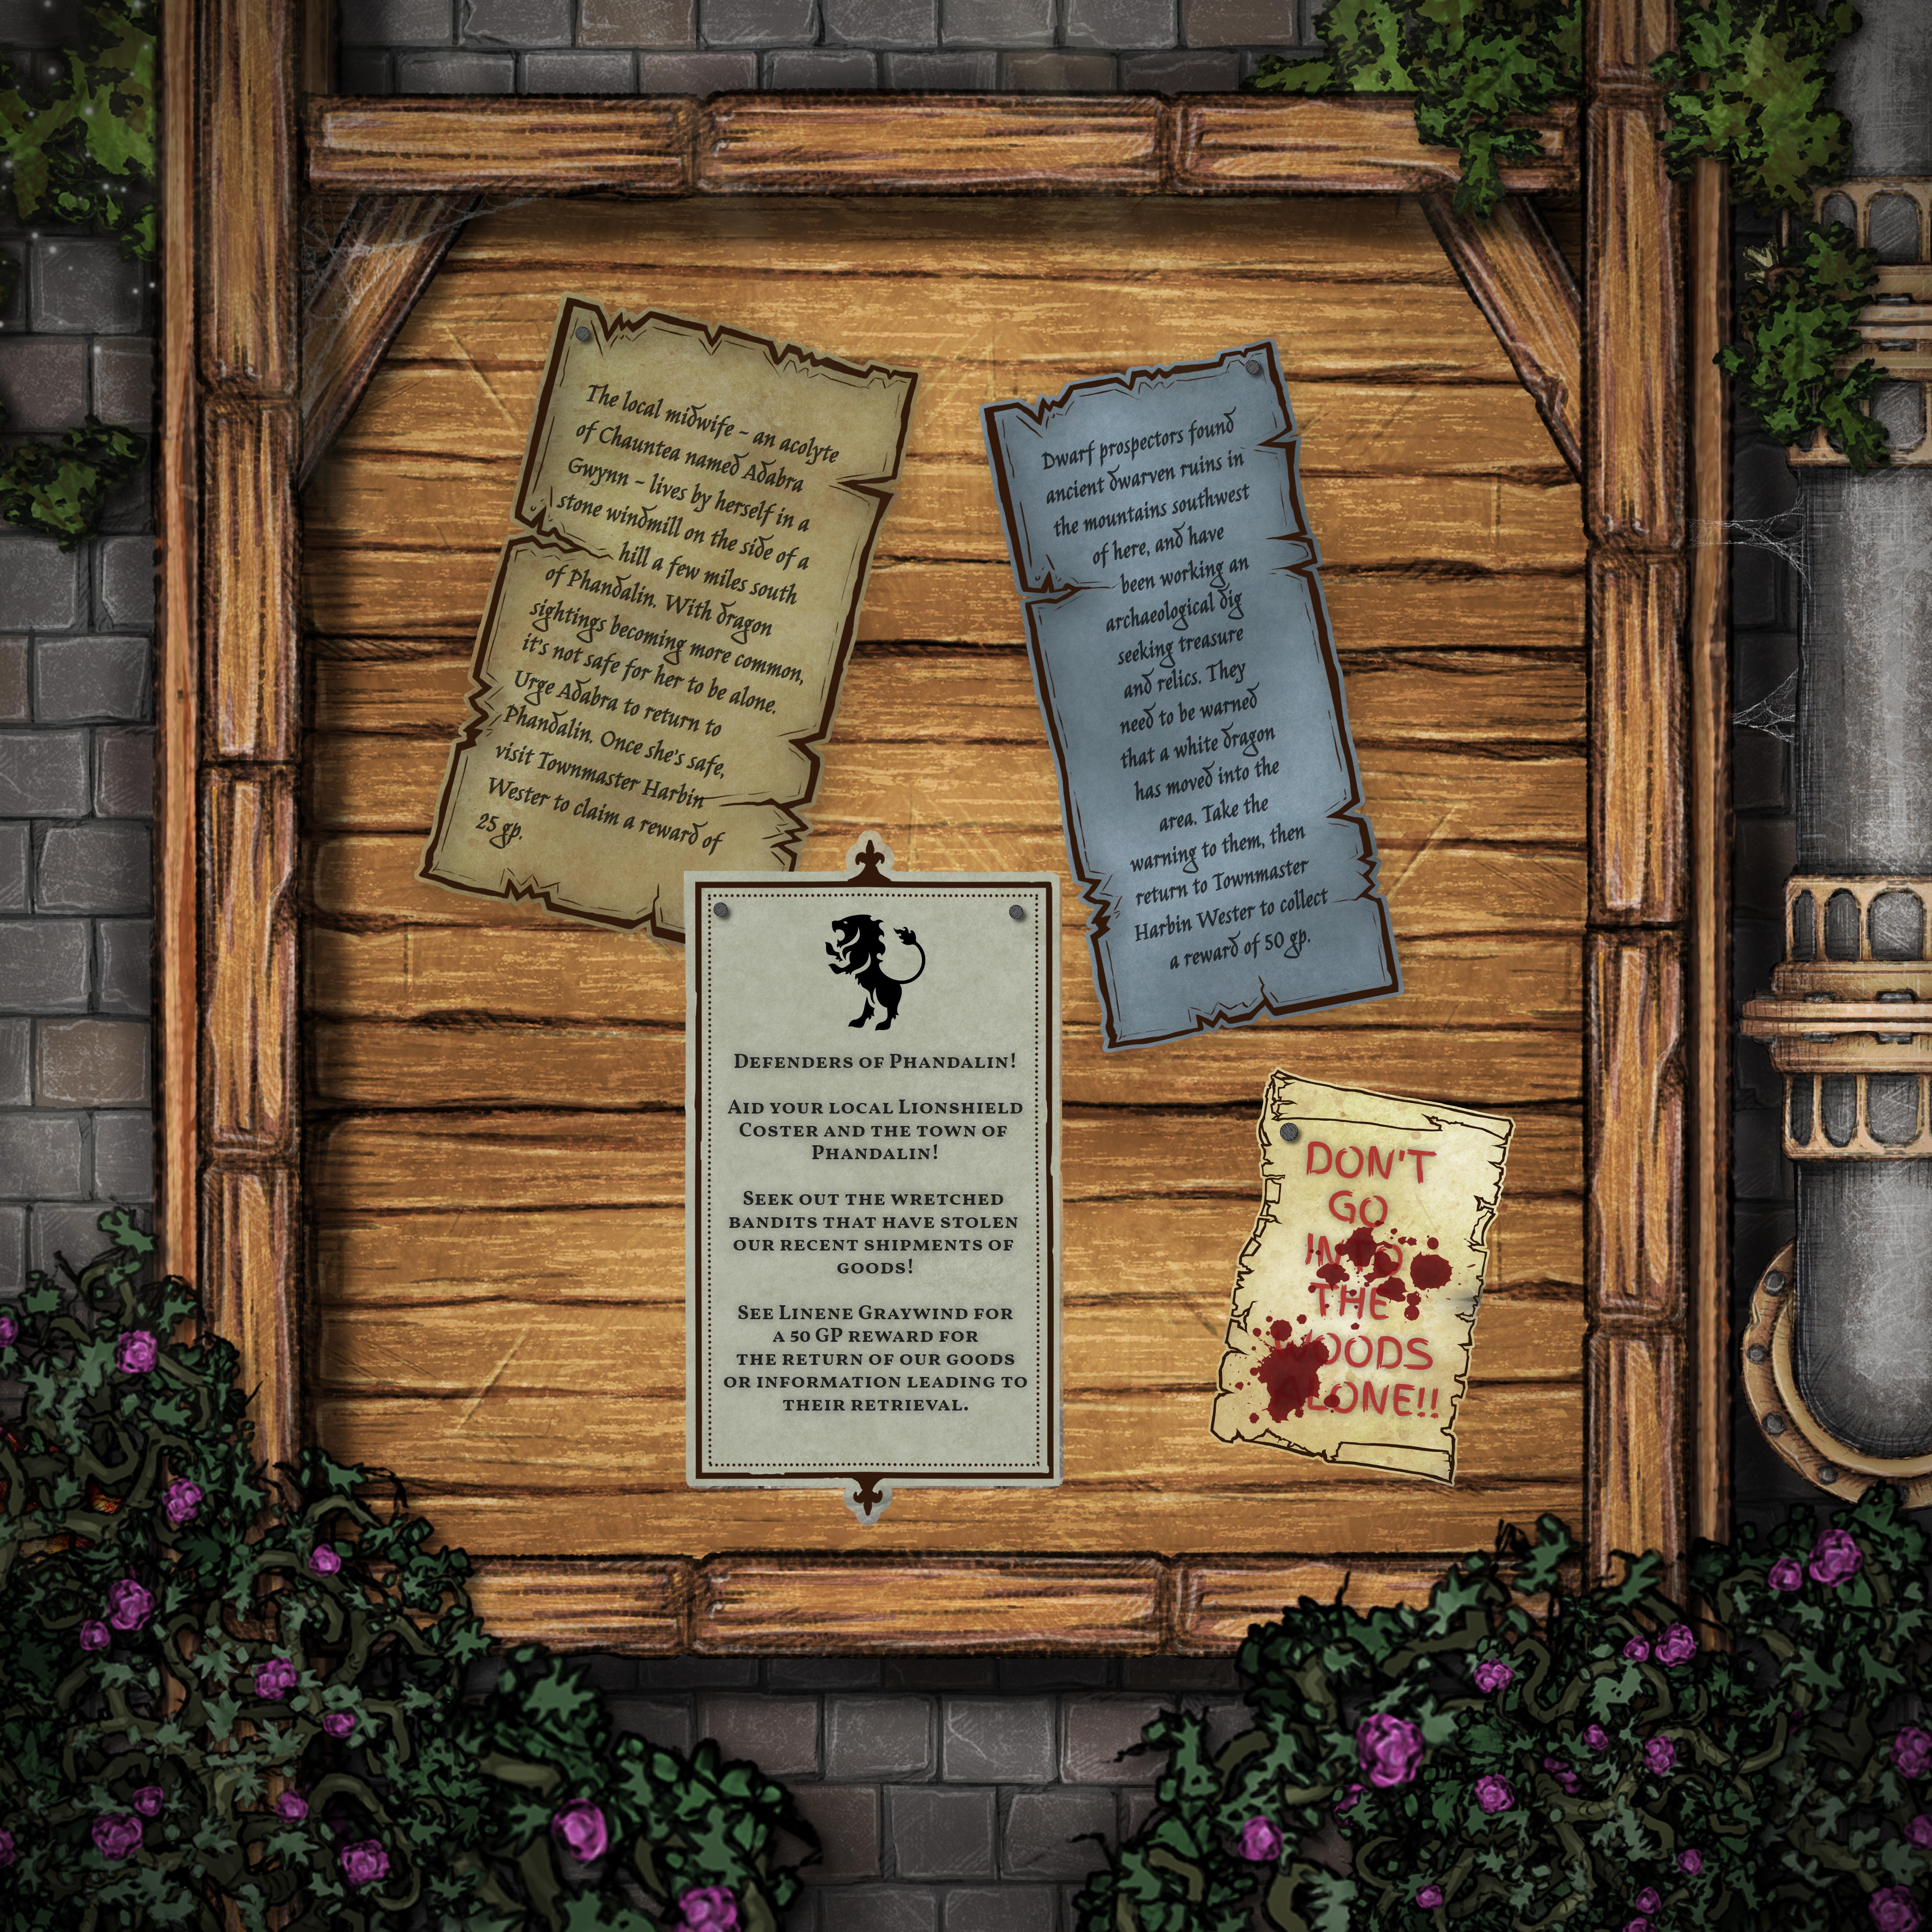 The local midwife - an acolyte
of Chauntea named Adabra
Gwynn - lives by herself in a
stone windmill on the side of a
hill a few miles south
of Phandalin. With dragon
sightings becoming more common,
it's not safe for her to be alone.
Urge Adabra to return to
Phandalin. Once she's safe,
visit Townmaster Harbin
Wester to claim a reward of
25 gp.
Dwarf prospectors found
ancient dwarven ruins in
the mountains southwest
of here, and have
been working an
archaeological dig
seeking treasure
and relics. They
need to be warned
that a white dragon
has moved into the
area. Take the
warning to them, then
return to Townmaster
Harbin Wester to collect
a reward of 50 gp.
Defenders of Phandalin!
Aid your local Lionshield
Coster and the town of
Phandalin!
Seek out the wretched
bandits that have stolen
our recent shipments of
goods!
See Linene Graywind for
a 50 GP reward for
the return of our goods
or information leading to
their retrieval.
DON'T
GO
INTO
THE
WOODS
ALONE!!